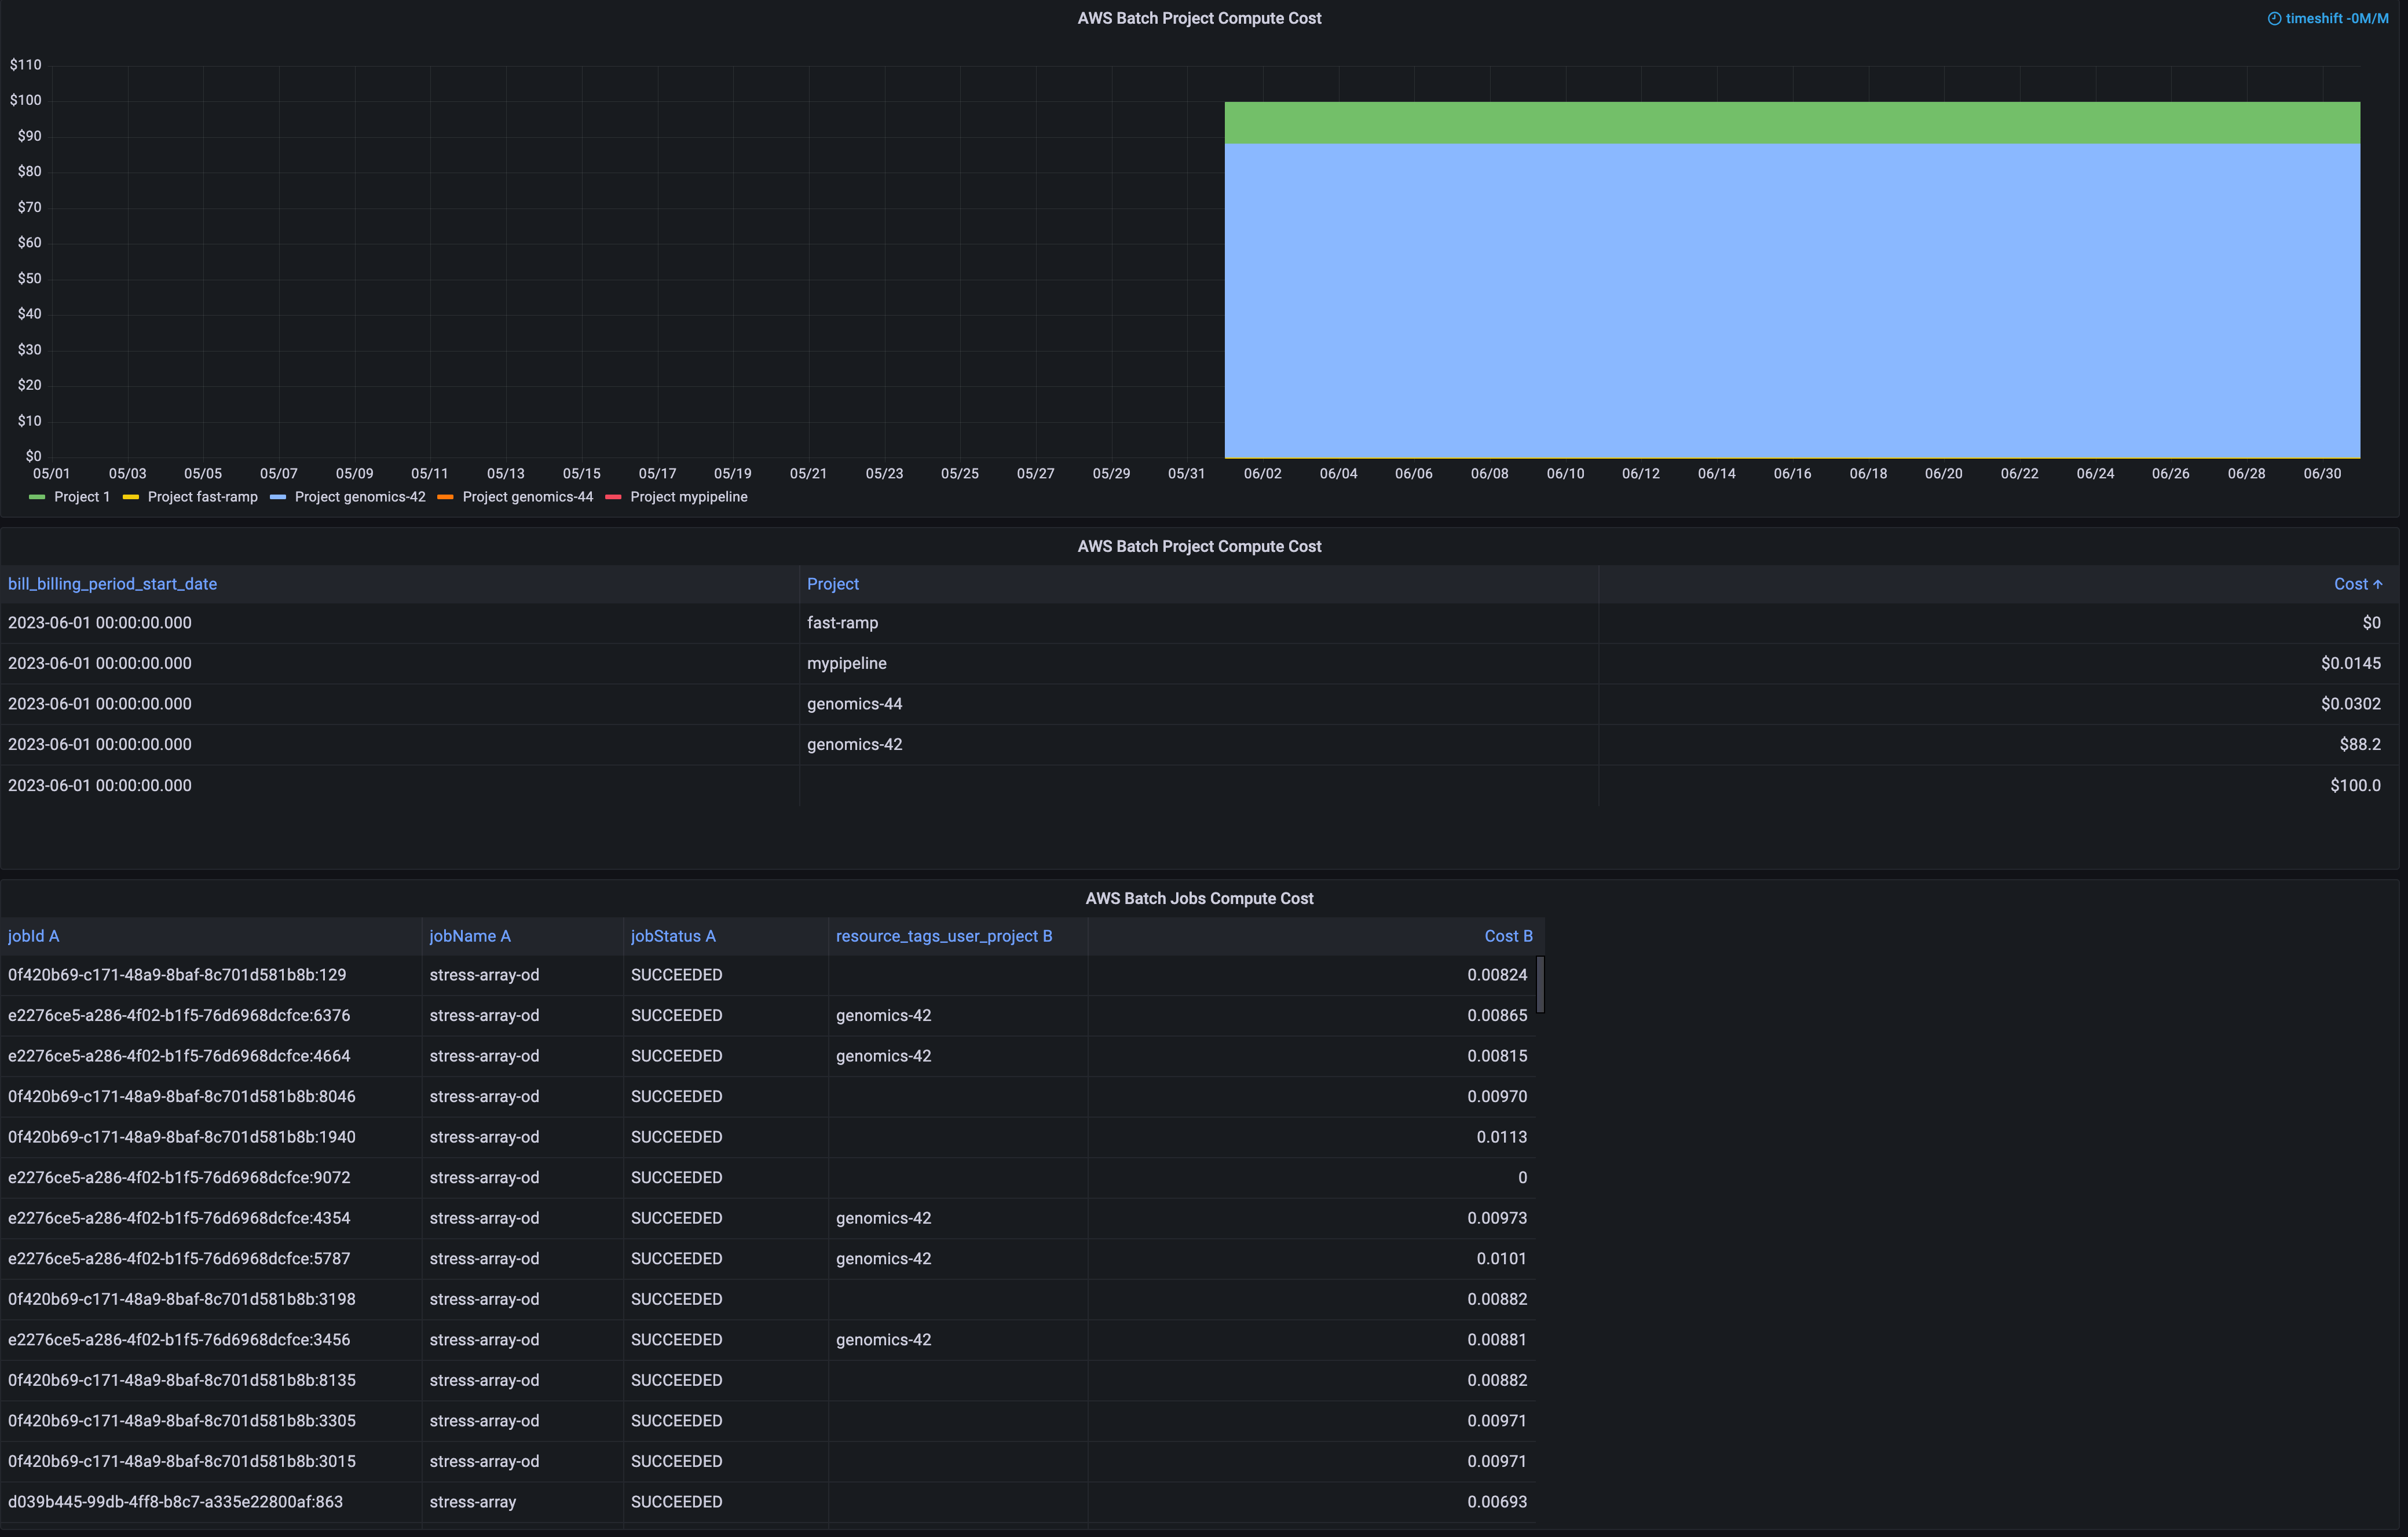 AWS Batch Project Compute Cost
timeshift -0M/M
$110
$100
$90
$80
$70
$60
$50
$40
$30
$20
$10
$0
05/01 05/03 05/05 05/07 05/09 05/11 05/13 05/15 05/17 05/19 05/21 05/23 05/25 05/27 05/29 05/31 06/02 06/04 06/06 06/08 06/10 06/12 06/14 06/16 06/18 06/20 06/22 06/24 06/26 06/28 06/30
Project 1 Project fast-ramp Project genomics-42 Project genomics-44 Project mypipeline
AWS Batch Project Compute Cost
bill_billing_period_start_date Project Cost ↑
2023-06-01 00:00:00.000 fast-ramp $0
2023-06-01 00:00:00.000 mypipeline $0.0145
2023-06-01 00:00:00.000 genomics-44 $0.0302
2023-06-01 00:00:00.000 genomics-42 $88.2
2023-06-01 00:00:00.000 $100.0
AWS Batch Jobs Compute Cost
jobId A jobName A jobStatus A resource_tags_user_project B Cost B
0f420b69-c171-48a9-8baf-8c701d581b8b:129 stress-array-od SUCCEEDED 0.00824
e2276ce5-a286-4f02-b1f5-76d6968dcfce:6376 stress-array-od SUCCEEDED genomics-42 0.00865
e2276ce5-a286-4f02-b1f5-76d6968dcfce:4664 stress-array-od SUCCEEDED genomics-42 0.00815
0f420b69-c171-48a9-8baf-8c701d581b8b:8046 stress-array-od SUCCEEDED 0.00970
0f420b69-c171-48a9-8baf-8c701d581b8b:1940 stress-array-od SUCCEEDED 0.0113
e2276ce5-a286-4f02-b1f5-76d6968dcfce:9072 stress-array-od SUCCEEDED 0
e2276ce5-a286-4f02-b1f5-76d6968dcfce:4354 stress-array-od SUCCEEDED genomics-42 0.00973
e2276ce5-a286-4f02-b1f5-76d6968dcfce:5787 stress-array-od SUCCEEDED genomics-42 0.0101
0f420b69-c171-48a9-8baf-8c701d581b8b:3198 stress-array-od SUCCEEDED 0.00882
e2276ce5-a286-4f02-b1f5-76d6968dcfce:3456 stress-array-od SUCCEEDED genomics-42 0.00881
0f420b69-c171-48a9-8baf-8c701d581b8b:8135 stress-array-od SUCCEEDED 0.00882
0f420b69-c171-48a9-8baf-8c701d581b8b:3305 stress-array-od SUCCEEDED 0.00971
0f420b69-c171-48a9-8baf-8c701d581b8b:3015 stress-array-od SUCCEEDED 0.00971
d039b445-99db-4ff8-b8c7-a335e22800af:863 stress-array SUCCEEDED 0.00693